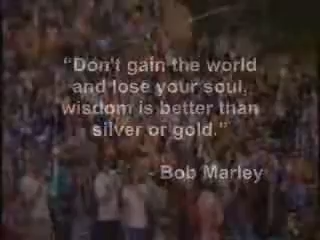 “Don't gain the world
and lose your soul,
wisdom is better than
silver or gold.”
- Bob Marley